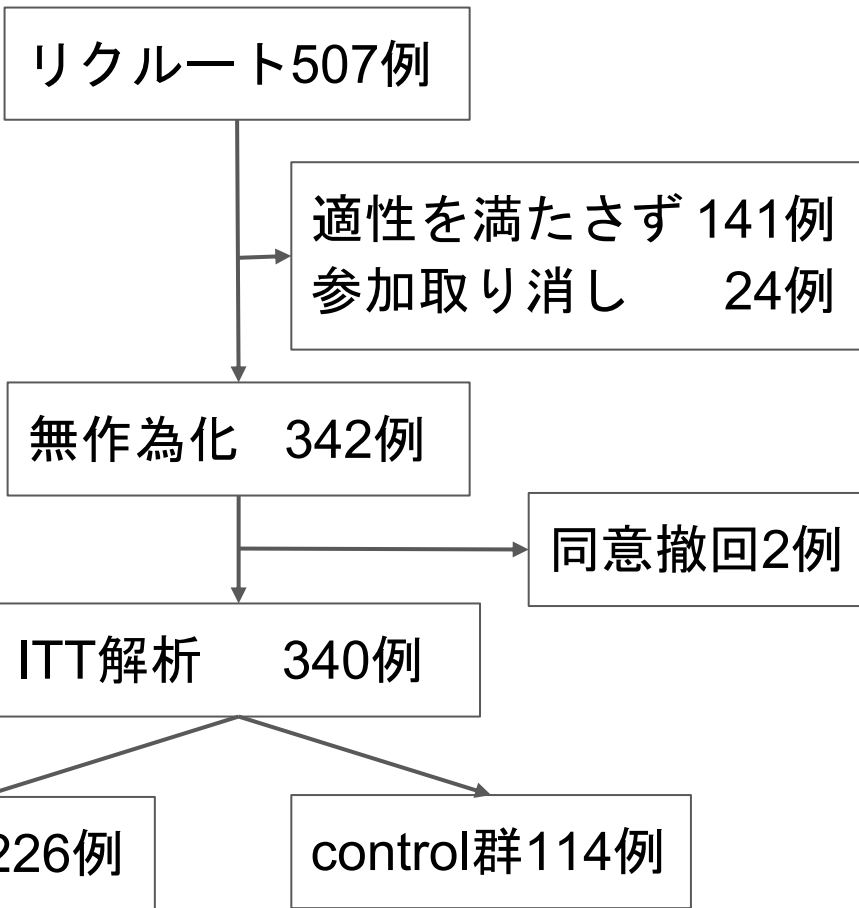 リクルート507例
適性を満たさず 141例
参加取り消し 24例
無作為化 342例
同意撤回2例
ITT解析 340例
226例
control群114例